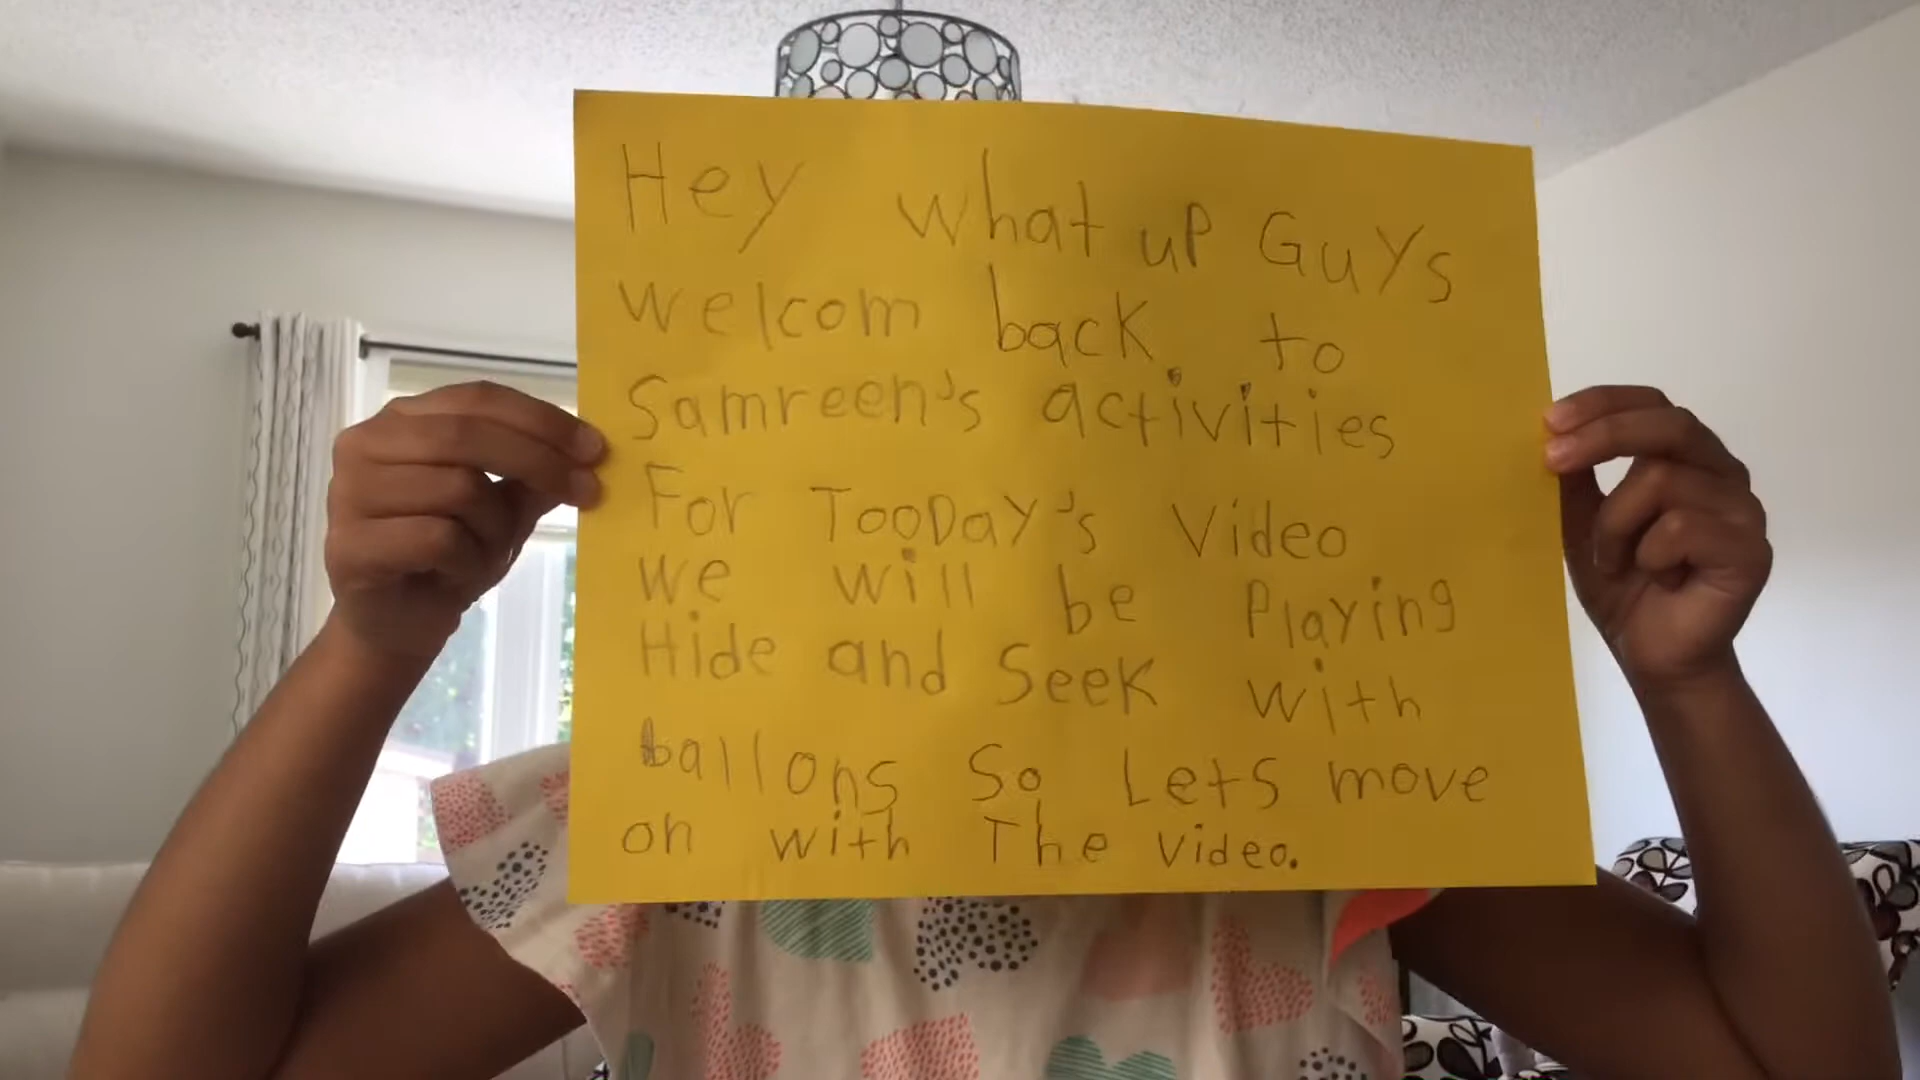 Hey what up Guys
welcom back to
Samreen's activities
For TooDay's Video
we will be Playing
Hide and Seek with
ballons So Lets move
on with The Video.